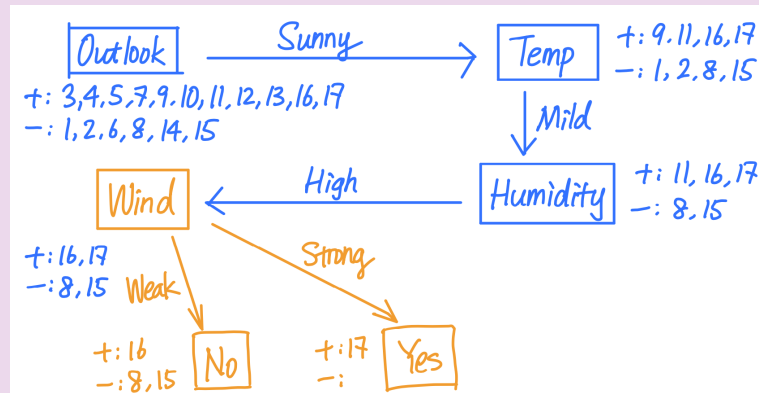 Outlook
Sunny
Temp
+: 9.11,16,17
-: 1,2,8,15
+: 3,4,5,7,9.10,11,12,13,16,17
-: 1,2,6,8,14,15
Mild
Wind
High
Humidity
+: 11,16,17
-: 8,15
+:16,17
-:8,15
Weak
Strong
+:16
-:8,15
No
+:17
-:
Yes